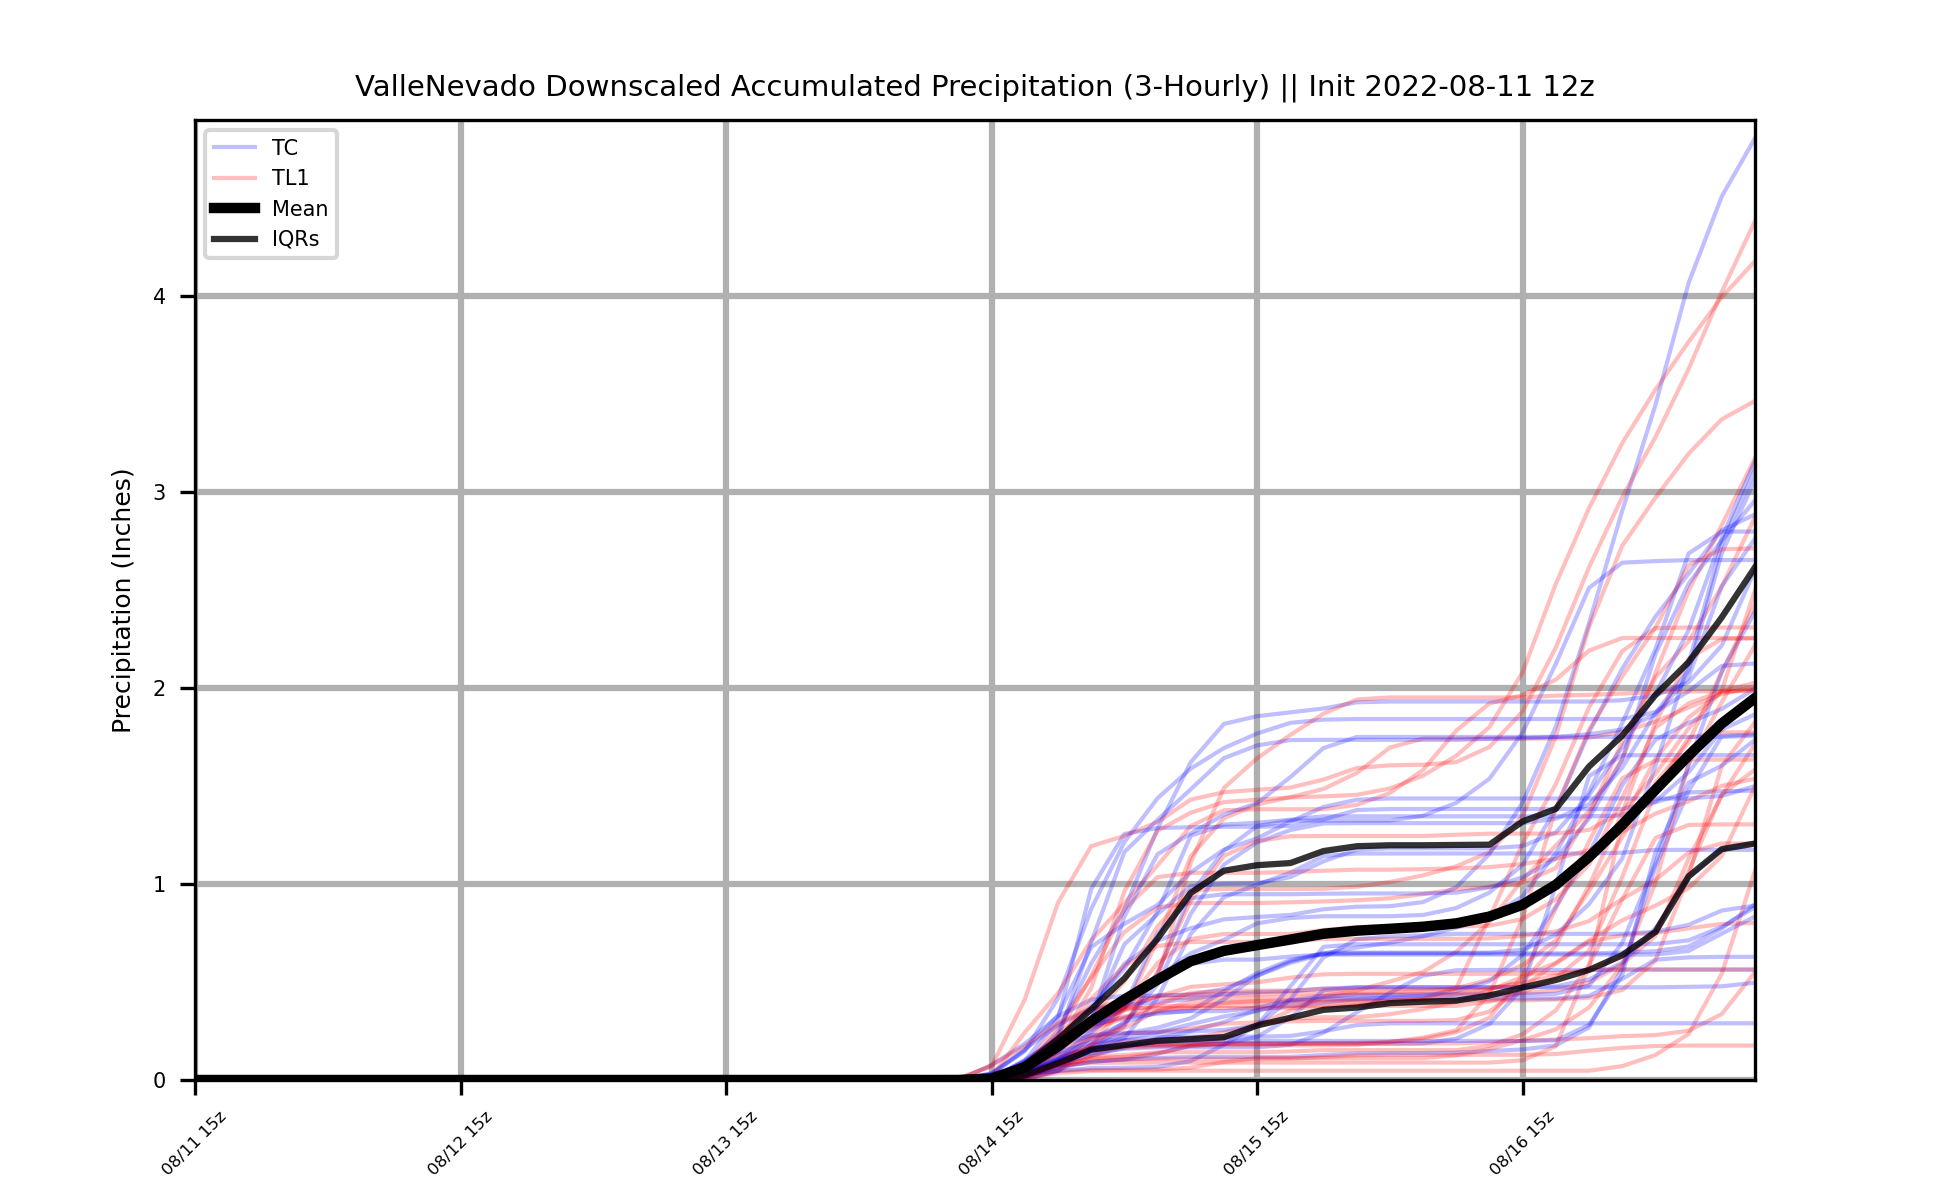 ValleNevado Downscaled Accumulated Precipitation (3-Hourly) || Init 2022-08-11 12z
TC
TL1
Mean
IQRs
Precipitation (Inches)
4
3
2
1
0
08/11 15z
08/12 15z
08/13 15z
08/14 15z
08/15 15z
08/16 15z